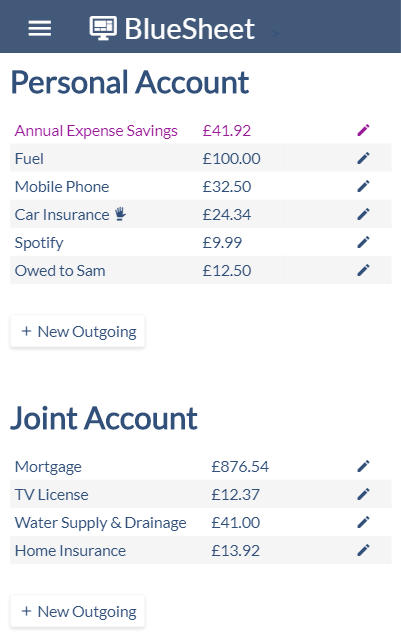 BlueSheet
Personal Account
Annual Expense Savings £41.92
Fuel £100.00
Mobile Phone £32.50
Car Insurance £24.34
Spotify £9.99
Owed to Sam £12.50
+ New Outgoing
Joint Account
Mortgage £876.54
TV License £12.37
Water Supply & Drainage £41.00
Home Insurance £13.92
+ New Outgoing